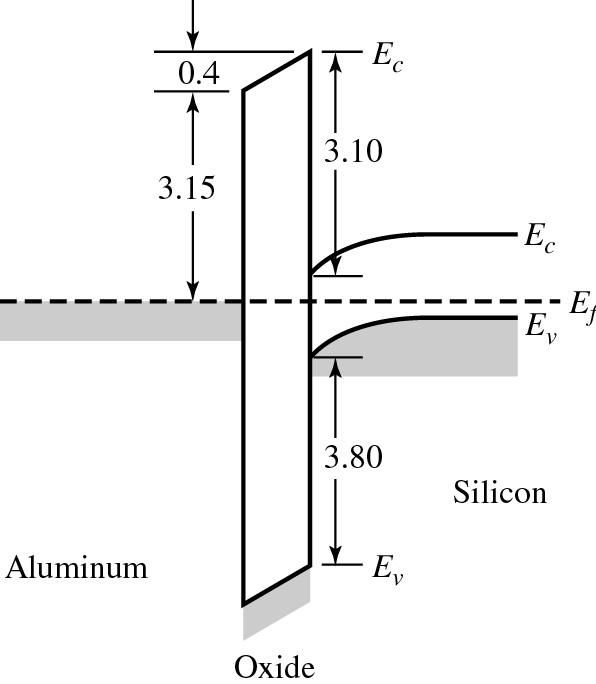 E_c
0.4
3.10
3.15
E_c
E_f
E_v
3.80
Silicon
Aluminum
E_v
Oxide